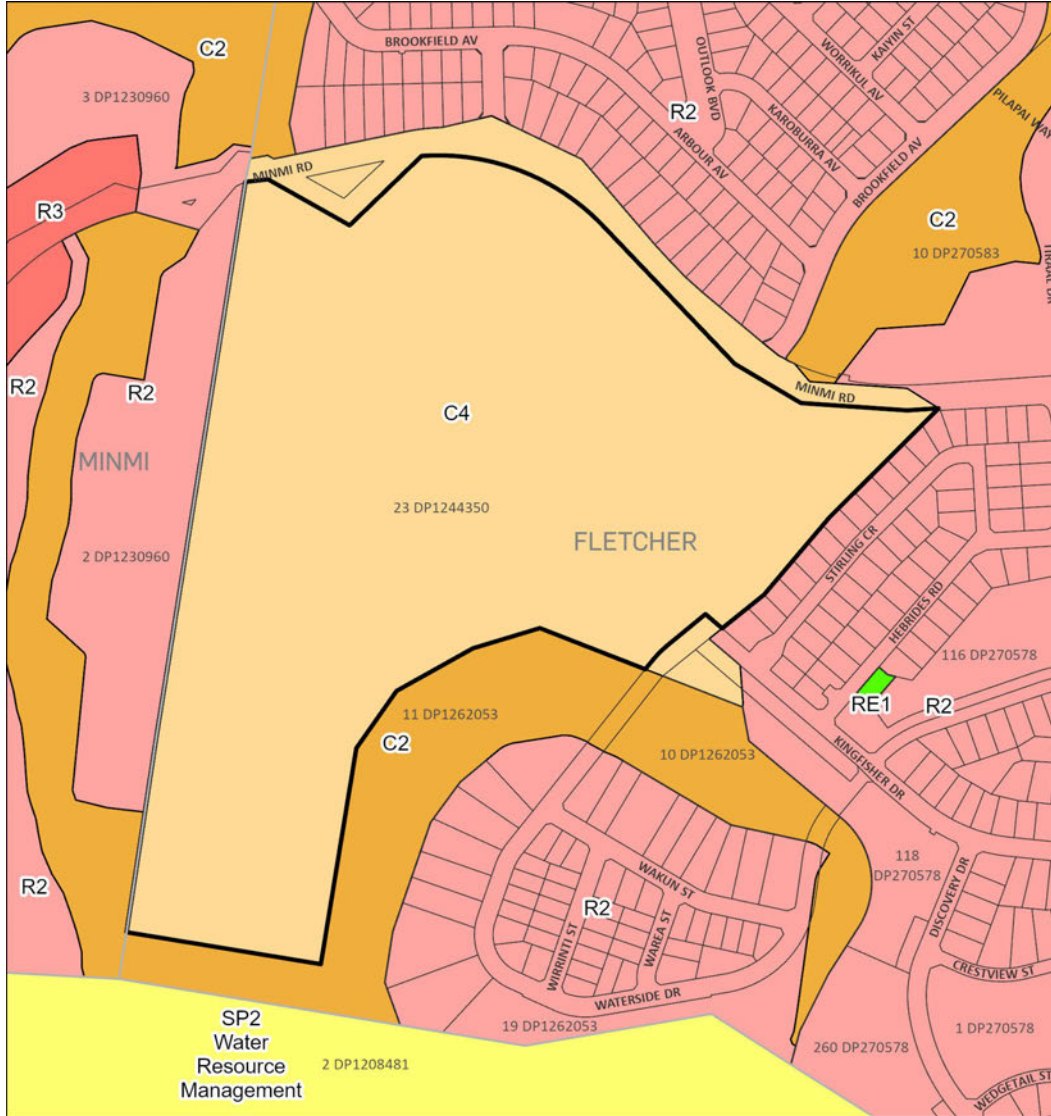 BROOKFIELD AV
C2
OUTLOOK BVD
WORRIKUL AV
KAIYIN ST
3 DP1230960
R2
KAROBURRA AV
PILAPAI WAY
ARBOUR AV
BROOKFIELD AV
MINMI RD
R3
C2
10 DP270583
R2
R2
MINMI RD
C4
MINMI
23 DP1244350
FLETCHER
2 DP1230960
STIRLING CR
HEBRIDES RD
116 DP270578
RE1
R2
11 DP1262053
C2
10 DP1262053
KINGFISHER DR
118
DP270578
R2
WAKUN ST
R2
WIRRINTI ST
WAREA ST
DISCOVERY DR
CRESTVIEW ST
WATERSIDE DR
19 DP1262053
SP2
Water
Resource
Management
2 DP1208481
260 DP270578
1 DP270578
WEDGETAIL ST